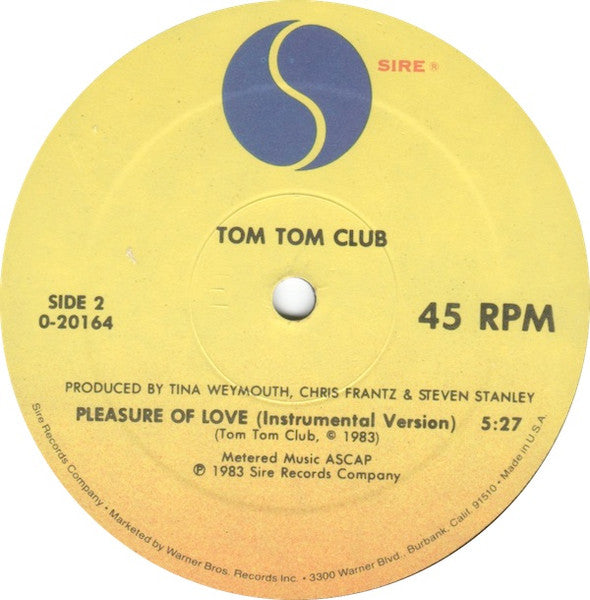 SIRE ®
TOM TOM CLUB
SIDE 2
0-20164
45 RPM
PRODUCED BY TINA WEYMOUTH, CHRIS FRANTZ & STEVEN STANLEY
PLEASURE OF LOVE (Instrumental Version) 5:27
(Tom Tom Club, © 1983)
Metered Music ASCAP
℗ 1983 Sire Records Company
Sire Records Company • Marketed by Warner Bros. Records Inc. • 3300 Warner Blvd., Burbank, Calif. 91510 • Made in U.S.A.